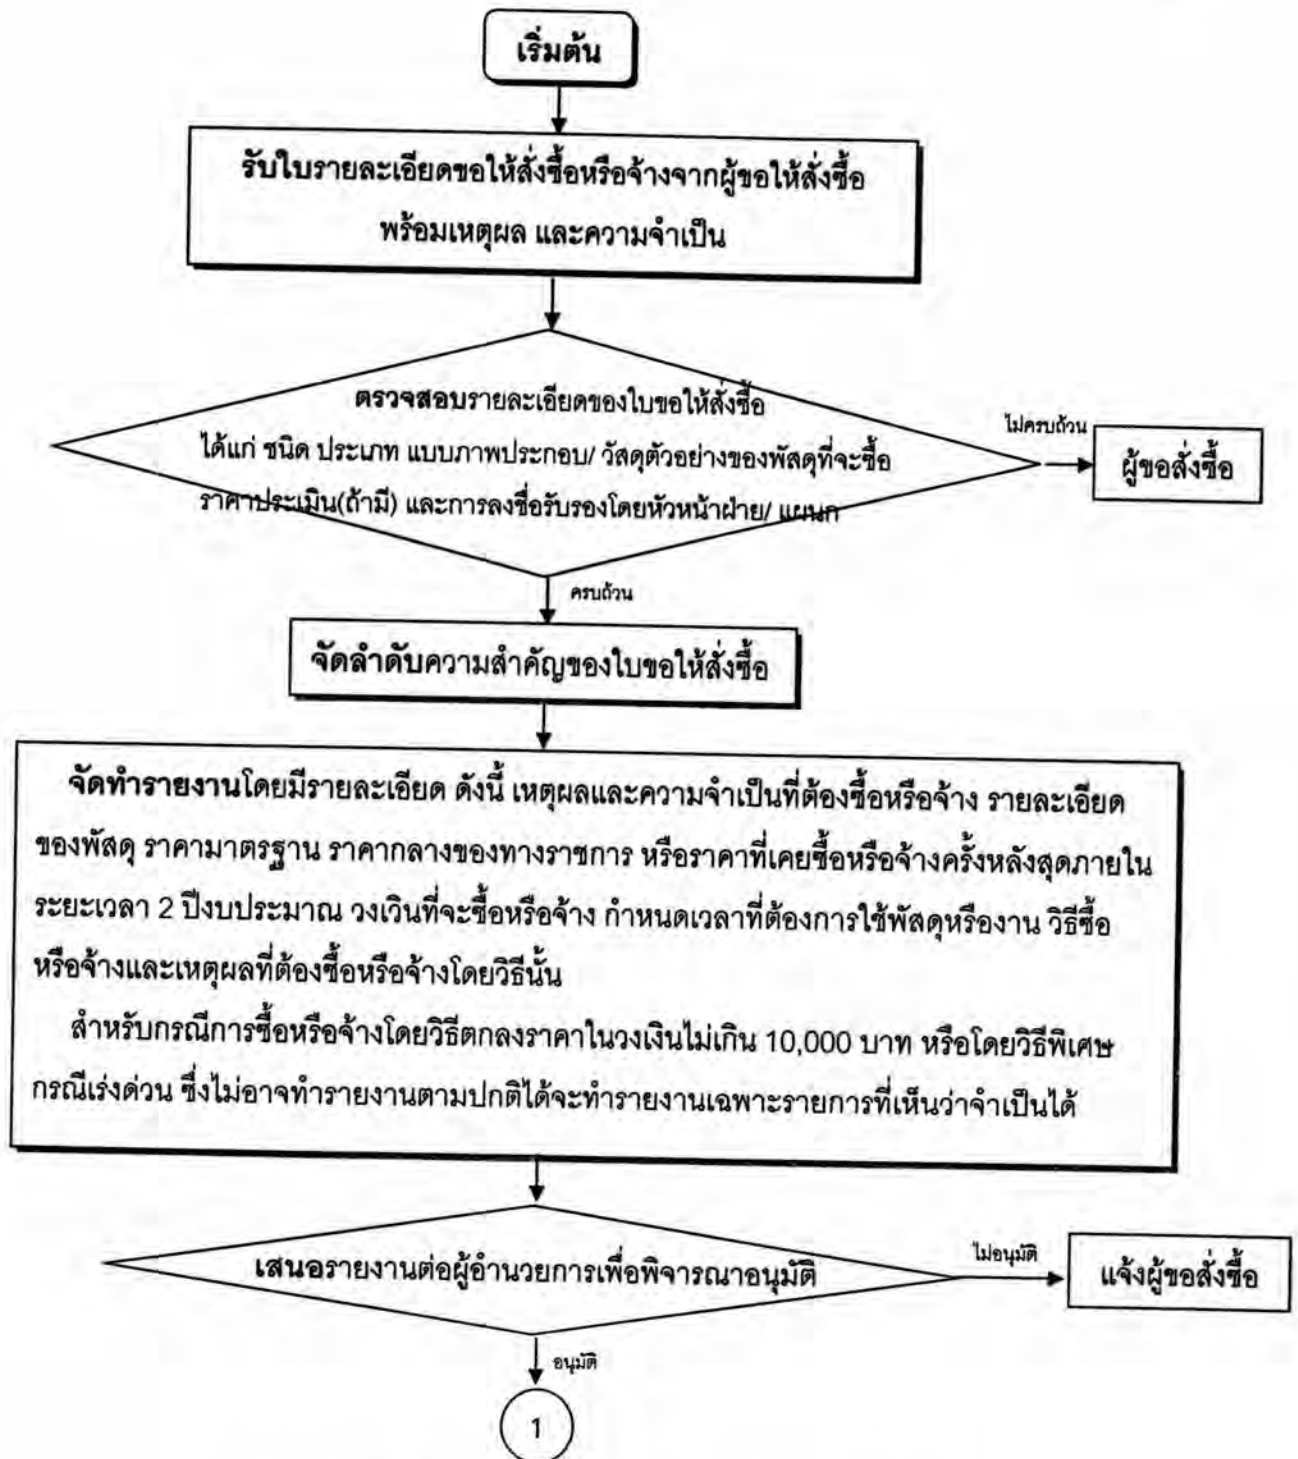 เริ่มต้น
รับใบรายละเอียดขอให้สั่งซื้อหรือจ้างจากผู้ขอให้สั่งซื้อ
พร้อมเหตุผล และความจำเป็น
ตรวจสอบรายละเอียดของใบขอให้สั่งซื้อ
ได้แก่ ชนิด ประเภท แบบภาพประกอบ/ วัสดุตัวอย่างของพัสดุที่จะซื้อ
ราคาประเมิน(ถ้ามี) และการลงชื่อรับรองโดยหัวหน้าฝ่าย/ แผนก
ไม่ครบถ้วน
ผู้ขอสั่งซื้อ
ครบถ้วน
จัดลำดับความสำคัญของใบขอให้สั่งซื้อ
จัดทำรายงานโดยมีรายละเอียด ดังนี้ เหตุผลและความจำเป็นที่ต้องซื้อหรือจ้าง รายละเอียด
ของพัสดุ ราคามาตรฐาน ราคากลางของทางราชการ หรือราคาที่เคยซื้อหรือจ้างครั้งหลังสุดภายใน
ระยะเวลา 2 ปีงบประมาณ วงเงินที่จะซื้อหรือจ้าง กำหนดเวลาที่ต้องการใช้พัสดุหรืองาน วิธีซื้อ
หรือจ้างและเหตุผลที่ต้องซื้อหรือจ้างโดยวิธีนั้น
สำหรับกรณีการซื้อหรือจ้างโดยวิธีตกลงราคาในวงเงินไม่เกิน 10,000 บาท หรือโดยวิธีพิเศษ
กรณีเร่งด่วน ซึ่งไม่อาจทำรายงานตามปกติได้จะทำรายงานเฉพาะรายการที่เห็นว่าจำเป็นได้
เสนอรายงานต่อผู้อำนวยการเพื่อพิจารณาอนุมัติ
ไม่อนุมัติ
แจ้งผู้ขอสั่งซื้อ
อนุมัติ
1